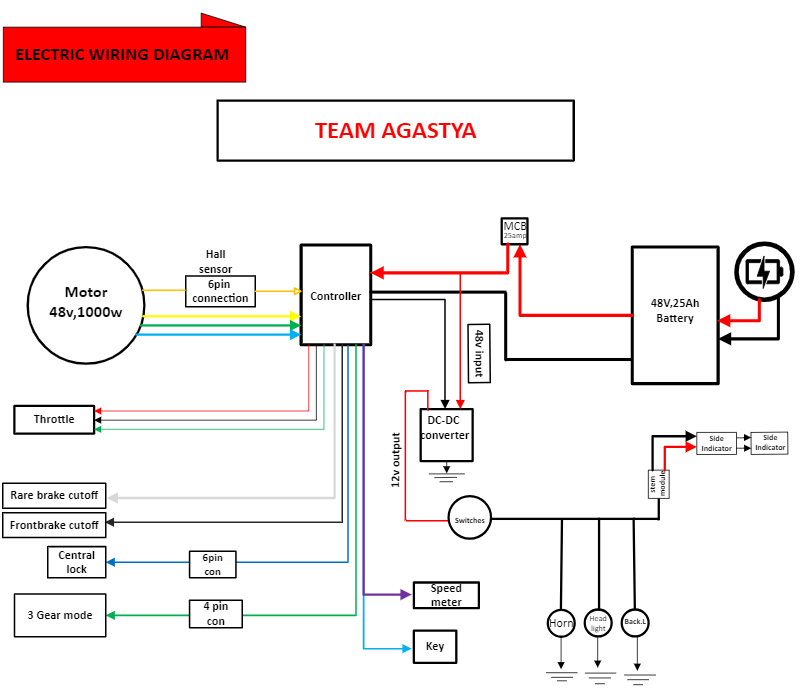 ELECTRIC WIRING DIAGRAM
TEAM AGASTYA
MCB
25amp
Hall
sensor
6pin
connection
Motor
48v,1000w
Controller
48V,25Ah
Battery
48v input
Throttle
DC-DC
converter
12v output
Side
Indicator
Side
Indicator
stem
module
Rare brake cutoff
Frontbrake cutoff
Switches
Central
lock
6pin
con
Speed
meter
3 Gear mode
4 pin
con
Key
Horn
Head
light
Back.L